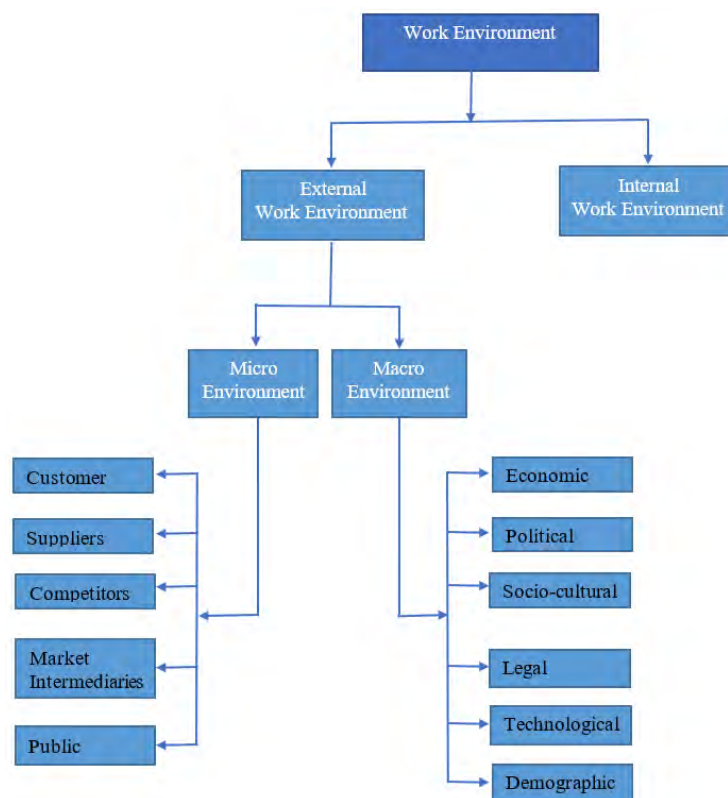 Work Environment
External
Work Environment
Internal
Work Environment
Micro
Environment
Macro
Environment
Customer
Suppliers
Competitors
Market
Intermediaries
Public
Economic
Political
Socio-cultural
Legal
Technological
Demographic